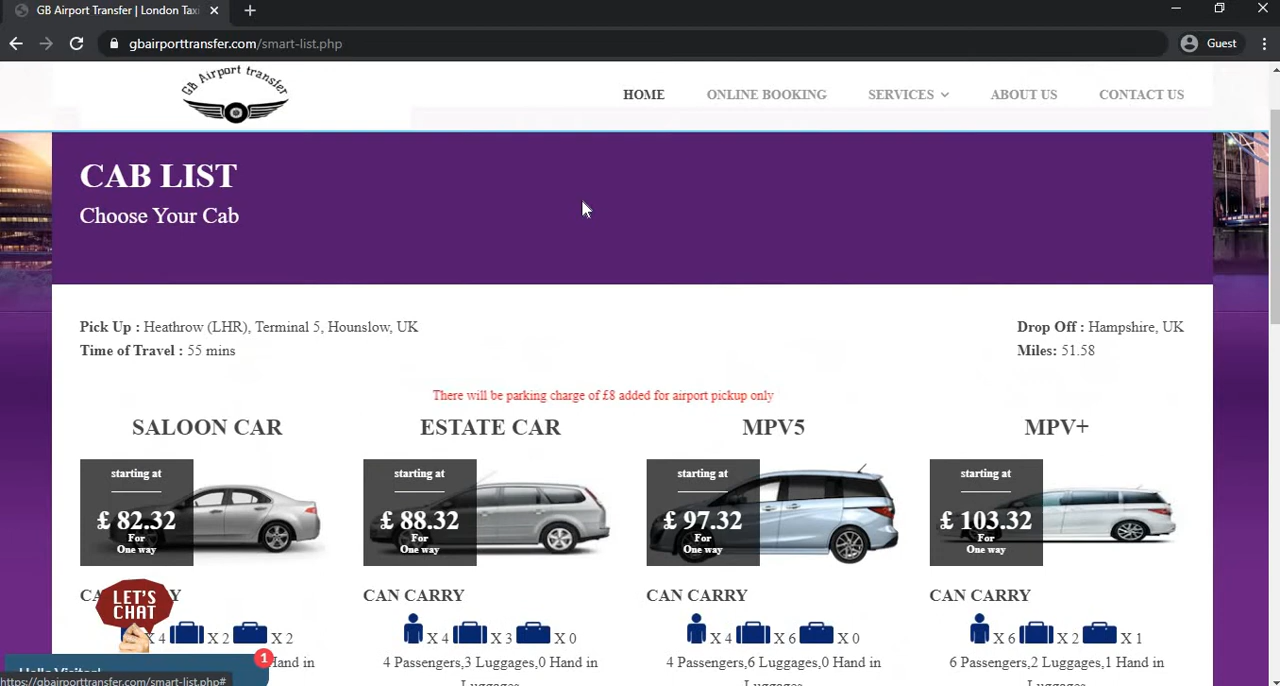 GB Airport Transfer | London Tax
gbairporttransfer.com/smart-list.php
Guest
Gb Airport transfer
HOME ONLINE BOOKING SERVICES ABOUT US CONTACT US
CAB LIST
Choose Your Cab
Pick Up : Heathrow (LHR), Terminal 5, Hounslow, UK
Drop Off : Hampshire, UK
Time of Travel : 55 mins
Miles: 51.58
There will be parking charge of £8 added for airport pickup only
SALOON CAR ESTATE CAR MPV5 MPV+
starting at starting at starting at starting at
£ 82.32 £ 88.32 £ 97.32 £ 103.32
For For For For
One way One way One way One way
CAN CARRY CAN CARRY CAN CARRY
LET'S
CHAT
X 4 X 2 X 2 X 4 X 3 X 0 X 4 X 6 X 0 X 6 X 2 X 1
Hand in 4 Passengers,3 Luggages,0 Hand in 4 Passengers,6 Luggages,0 Hand in 6 Passengers,2 Luggages,1 Hand in
Luggages Luggages Luggages
1
Hello Visitor!
https://gbairporttransfer.com/smart-list.php#